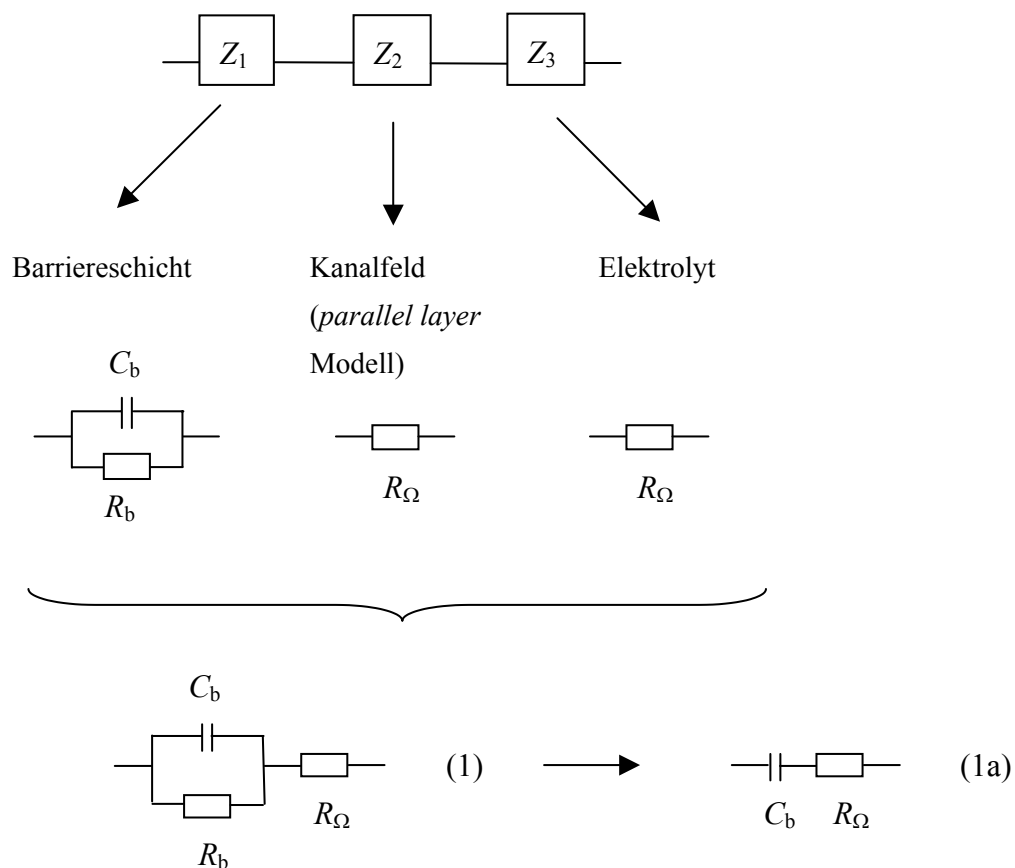 Z1 Z2 Z3
Barriereschicht
Kanalfeld
(parallel layer
Modell)
Elektrolyt
Cb
Rb
RΩ
RΩ
Cb
Rb
RΩ
(1)
Cb RΩ
(1a)